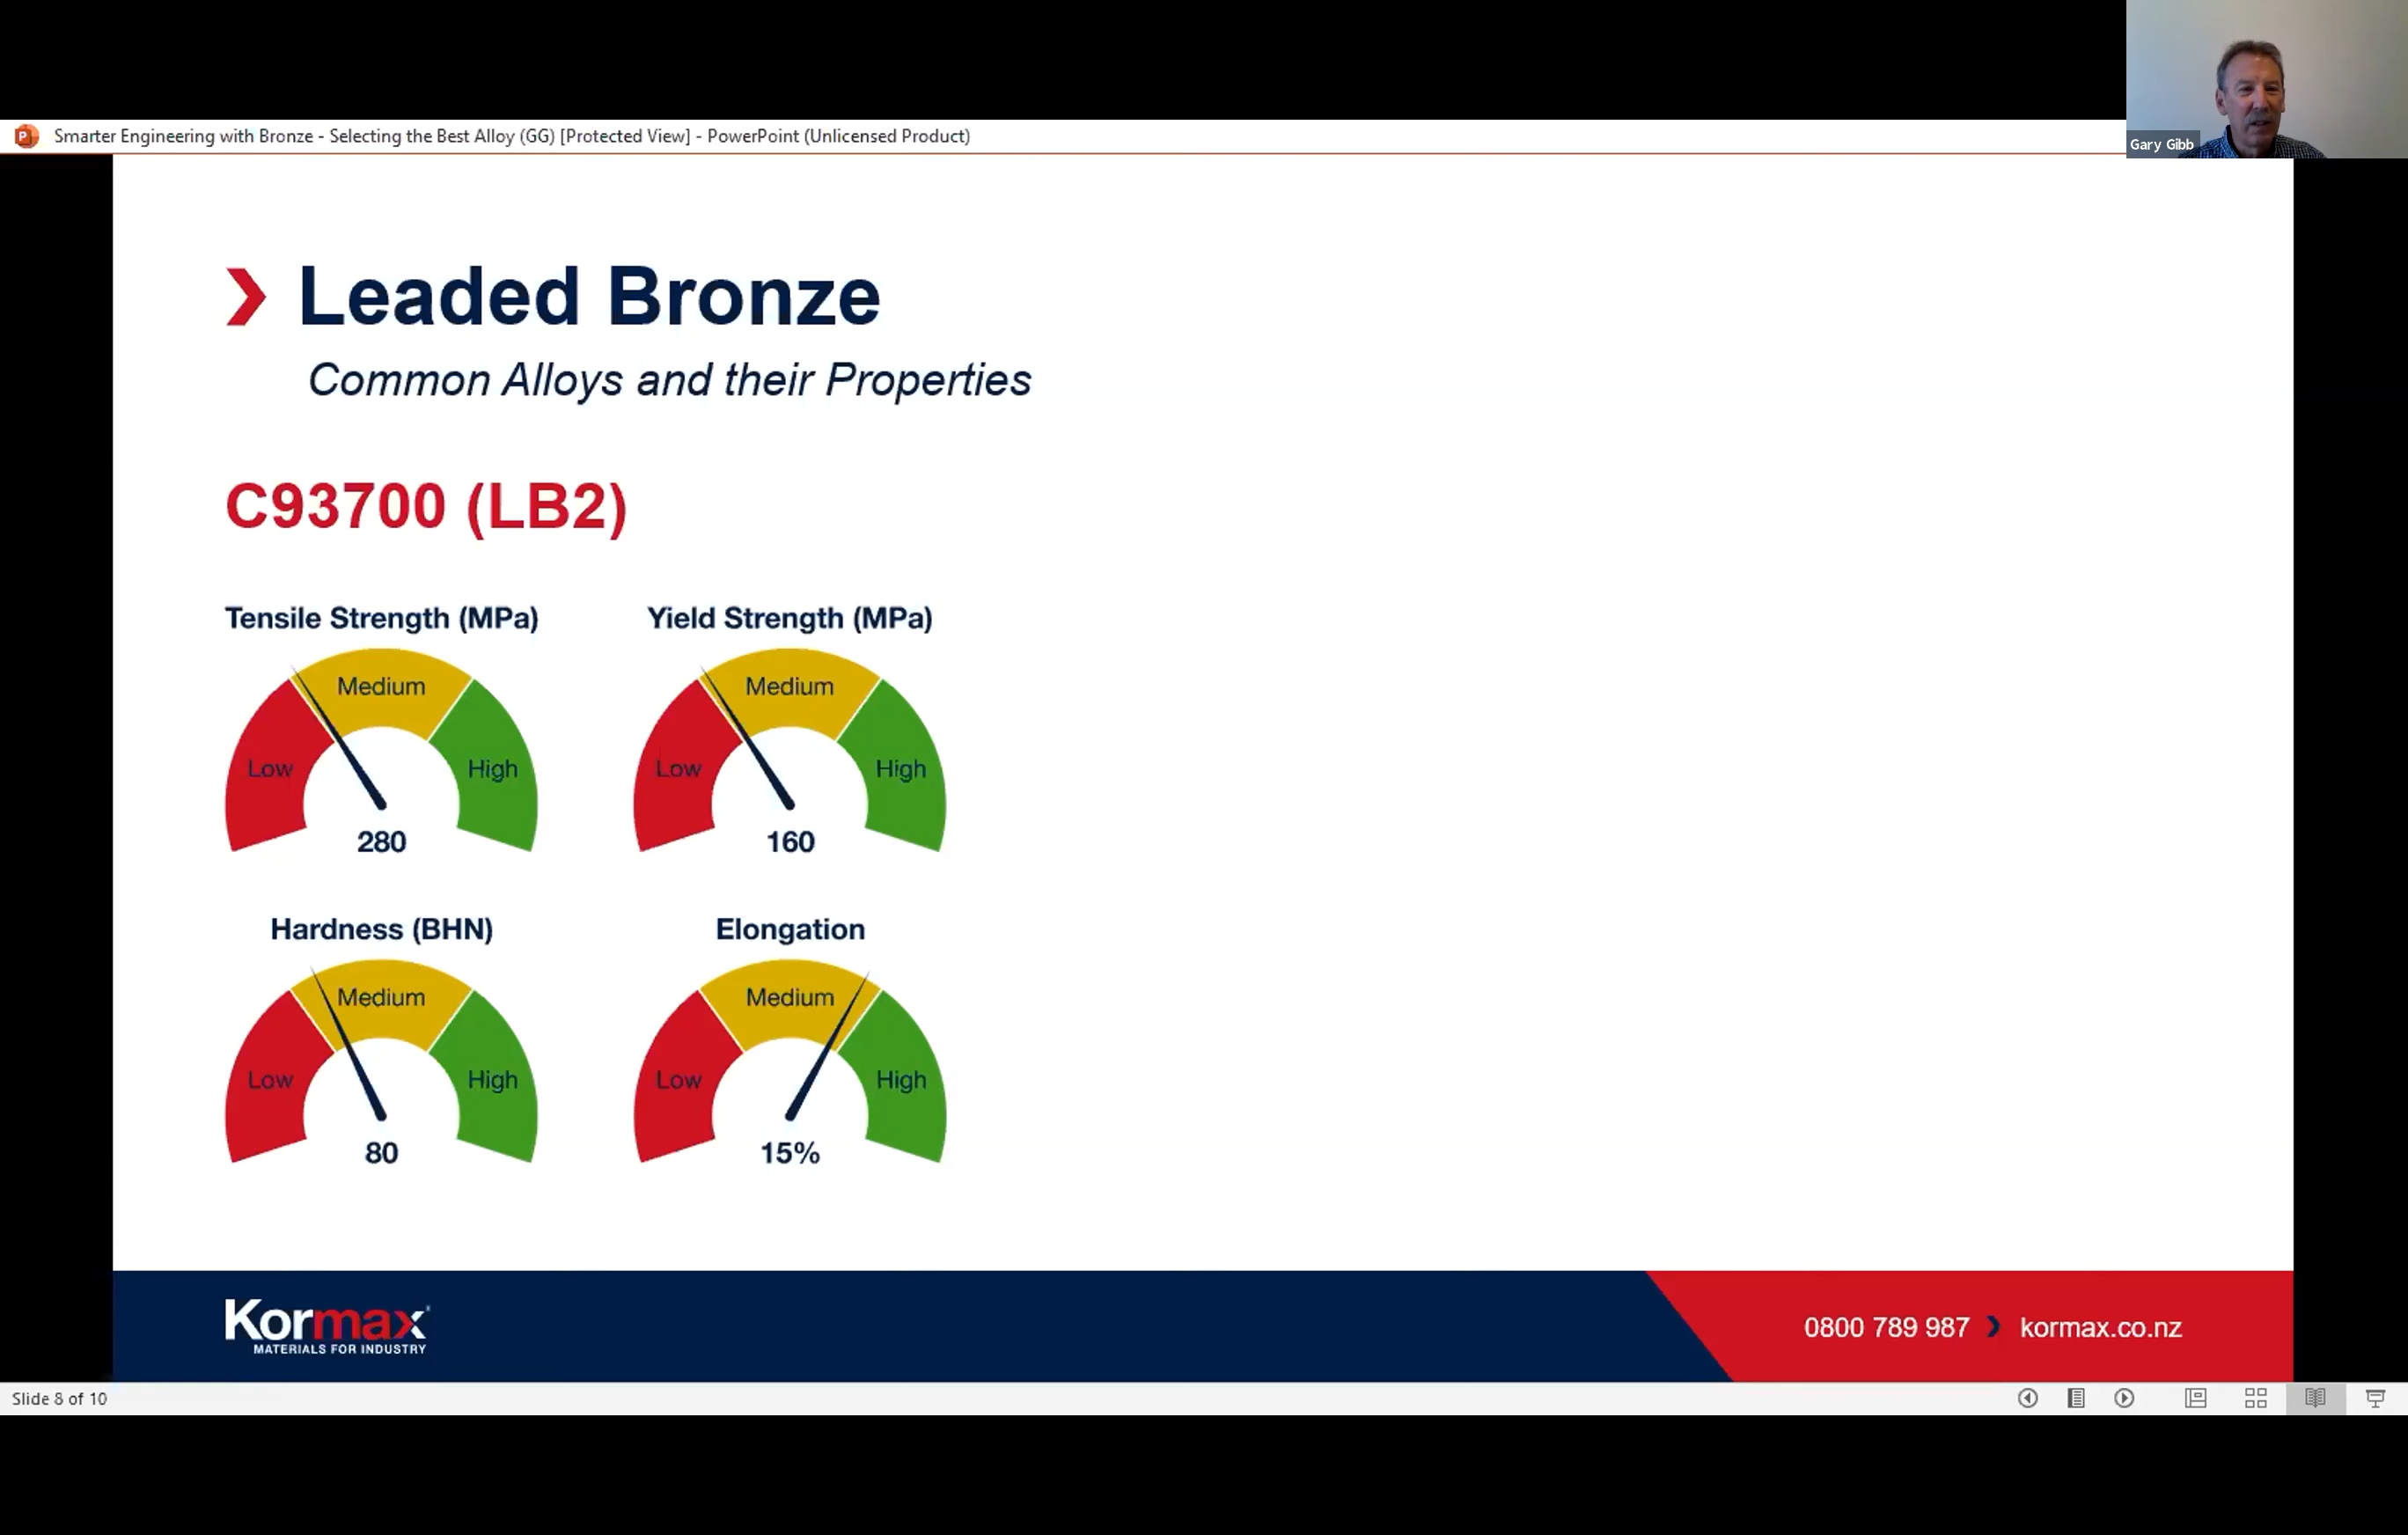 Gary Gibb
Smarter Engineering with Bronze - Selecting the Best Alloy (GG) [Protected View] - PowerPoint (Unlicensed Product)
Leaded Bronze
Common Alloys and their Properties
C93700 (LB2)
Tensile Strength (MPa)
Low
Medium
High
280
Yield Strength (MPa)
Low
Medium
High
160
Hardness (BHN)
Low
Medium
High
80
Elongation
Low
Medium
High
15%
Kormax
MATERIALS FOR INDUSTRY
0800 789 987 kormax.co.nz
Slide 8 of 10